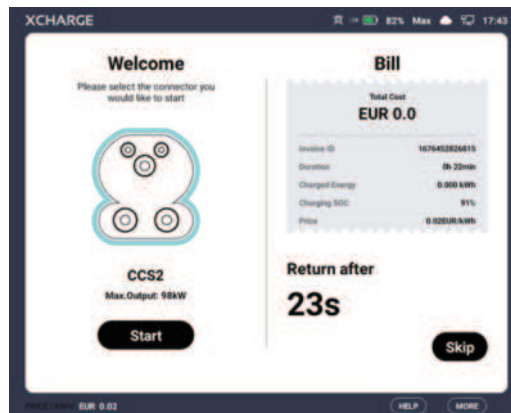 XCHARGE
82% Max 17:43
Welcome
Please select the connector you
would like to start
CCS2
Max.Output: 98kW
Start
Bill
Total Cost
EUR 0.0
Invoice ID 1676452826815
Duration 0h 22min
Charged Energy 0.000 kWh
Charging SOC 91%
Price 0.02EUR/kWh
Return after
23s
Skip
EUR 0.02
HELP
MORE